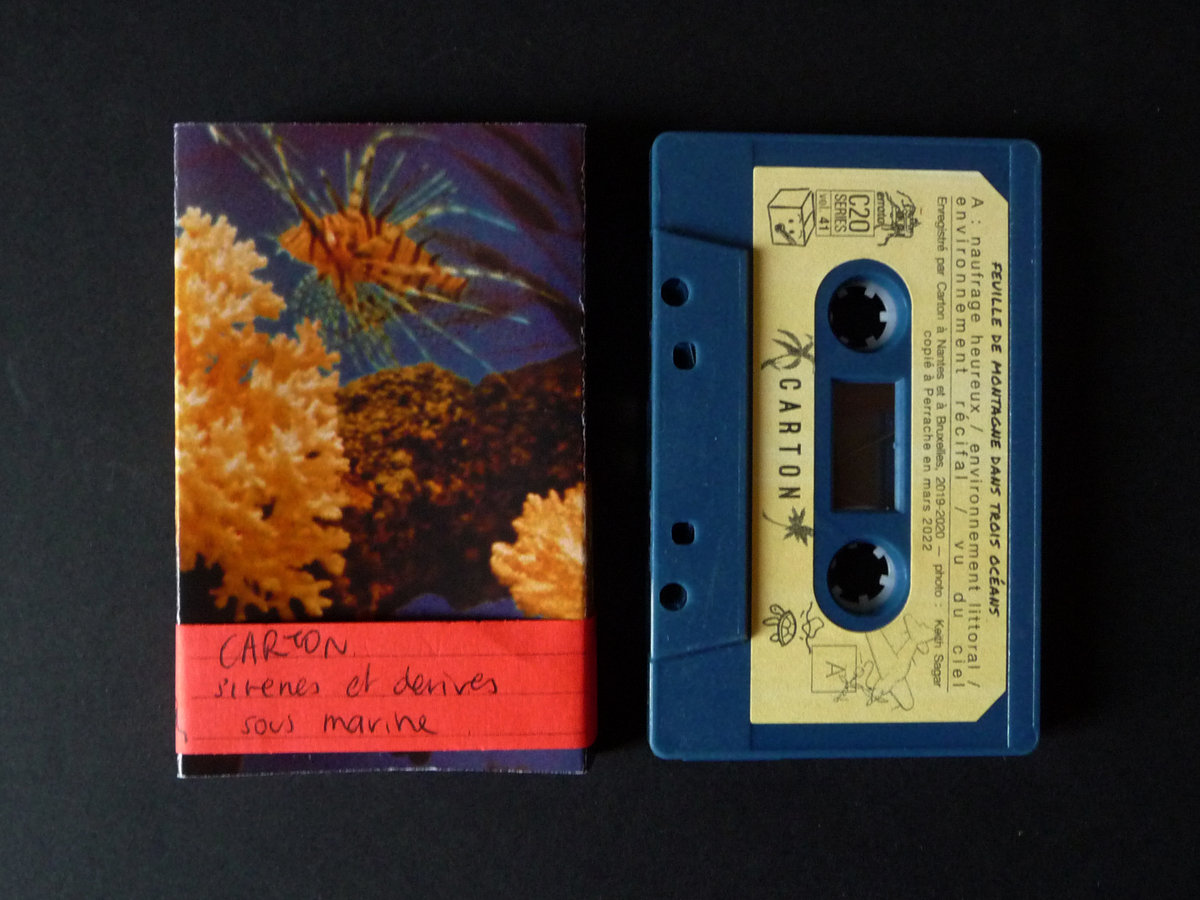 CARTON
sirenes et derives
sous marine
FEUILLE DE MONTAGNE DANS TROIS OCÉANS
A : naufrage heureux / environnement littoral /
environnement récifal / vu du ciel
Enregistré par Carton à Nantes et à Bruxelles, 2019-2020 – photo : Keith Sagar
copié à Perrache en mars 2022
C20
SERIES
vol. 41
CARTON
A